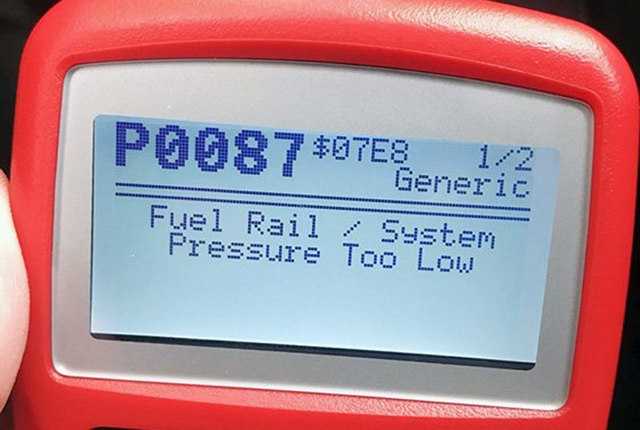 P0087 $07E8 1/2
Generic
Fuel Rail / System
Pressure Too Low